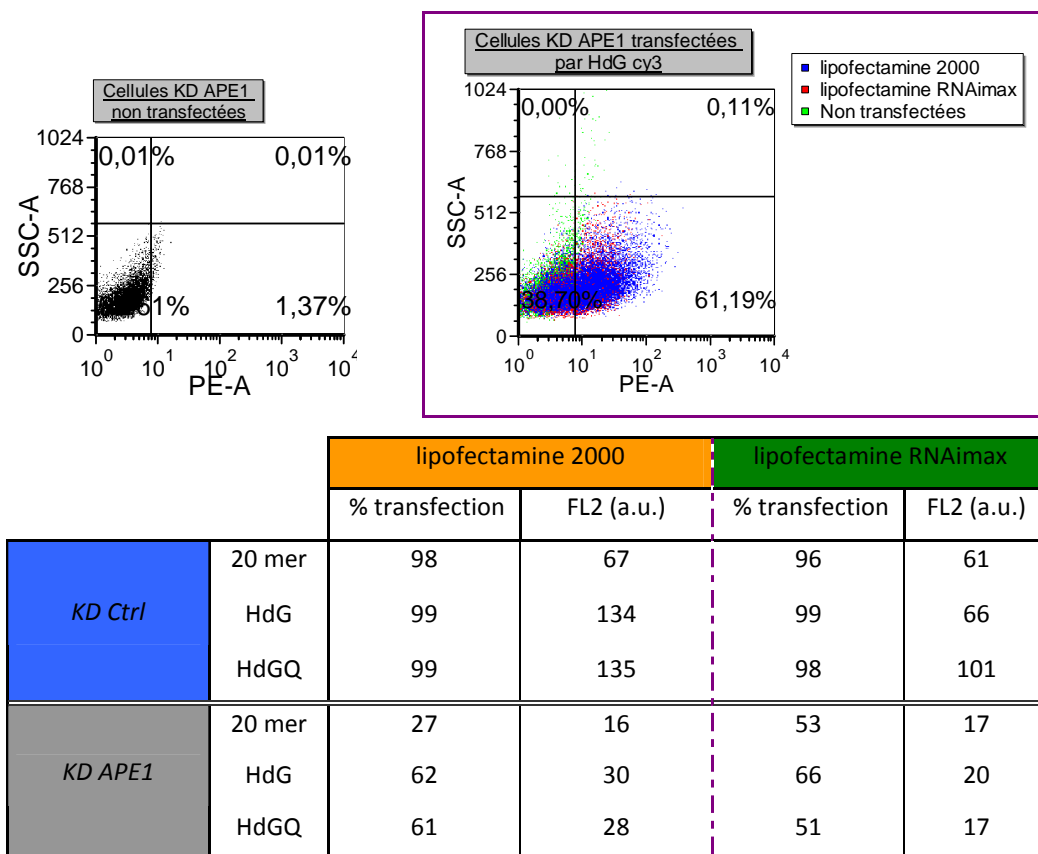 Cellules KD APE1
non transfectées
1024
768
512
256
0
SSC-A
0,01%
0,01%
1,37%
10^0 10^1 10^2 10^3 10^4
PE-A
Cellules KD APE1 transfectées
par HdG cy3
1024
768
512
256
0
SSC-A
0,00%
0,11%
38,70%
61,19%
10^0 10^1 10^2 10^3 10^4
PE-A
lipofectamine 2000
lipofectamine RNAimax
Non transfectées
lipofectamine 2000 lipofectamine RNAimax
% transfection FL2 (a.u.) % transfection FL2 (a.u.)
KD Ctrl
20 mer 98 67 96 61
HdG 99 134 99 66
HdGQ 99 135 98 101
KD APE1
20 mer 27 16 53 17
HdG 62 30 66 20
HdGQ 61 28 51 17